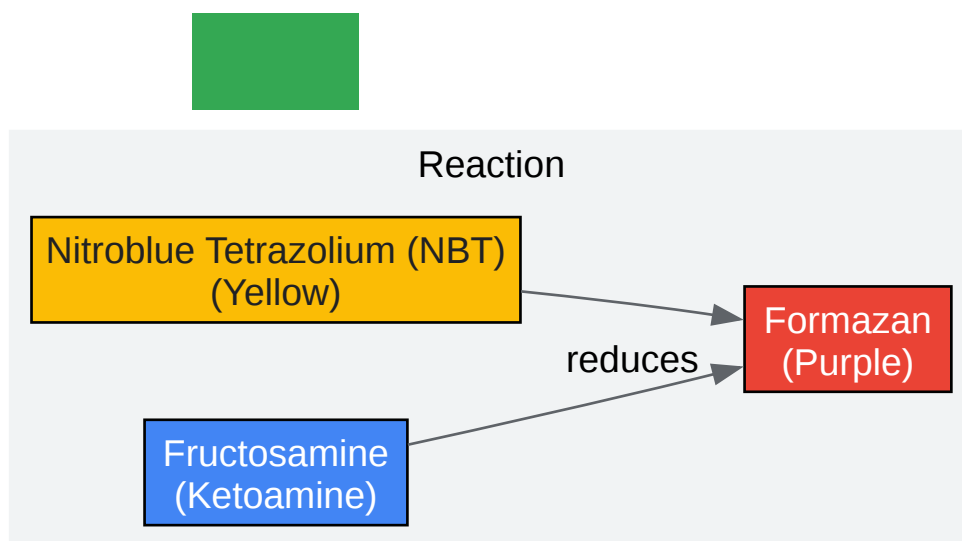 Reaction
Nitroblue Tetrazolium (NBT)
(Yellow)
Formazan
(Purple)
reduces
Fructosamine
(Ketoamine)